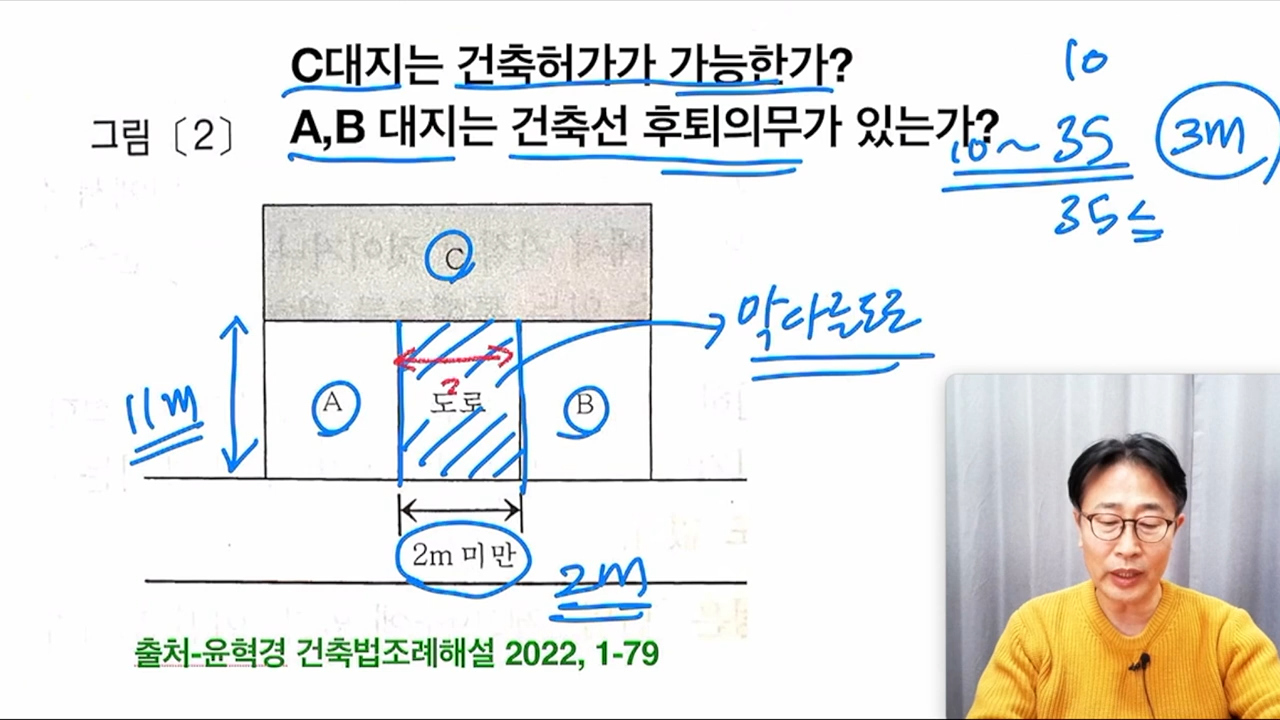 C대지는 건축허가가 가능한가?
그림〔2〕 A,B 대지는 건축선 후퇴의무가 있는가?
10
10~35
3m
35≤
C
막다른도로
11m
A
2
도로
B
2m 미만
2m
출처-윤혁경 건축법조례해설 2022, 1-79